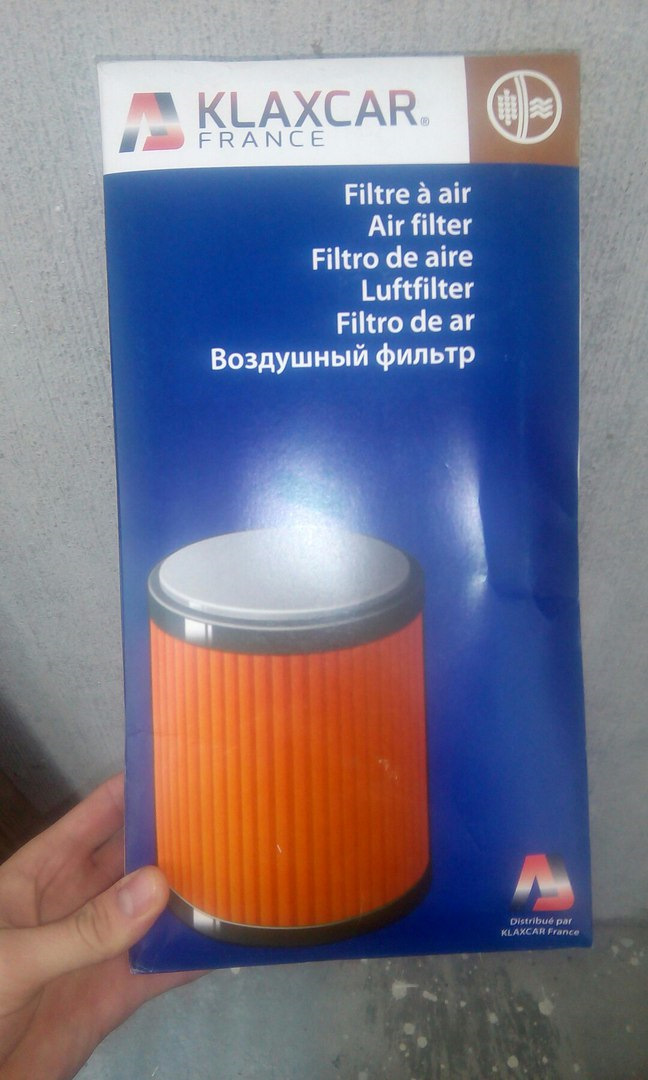 KLAXCAR®
FRANCE
Filtre à air
Air filter
Filtro de aire
Luftfilter
Filtro de ar
Воздушный фильтр
Distribué par
KLAXCAR France